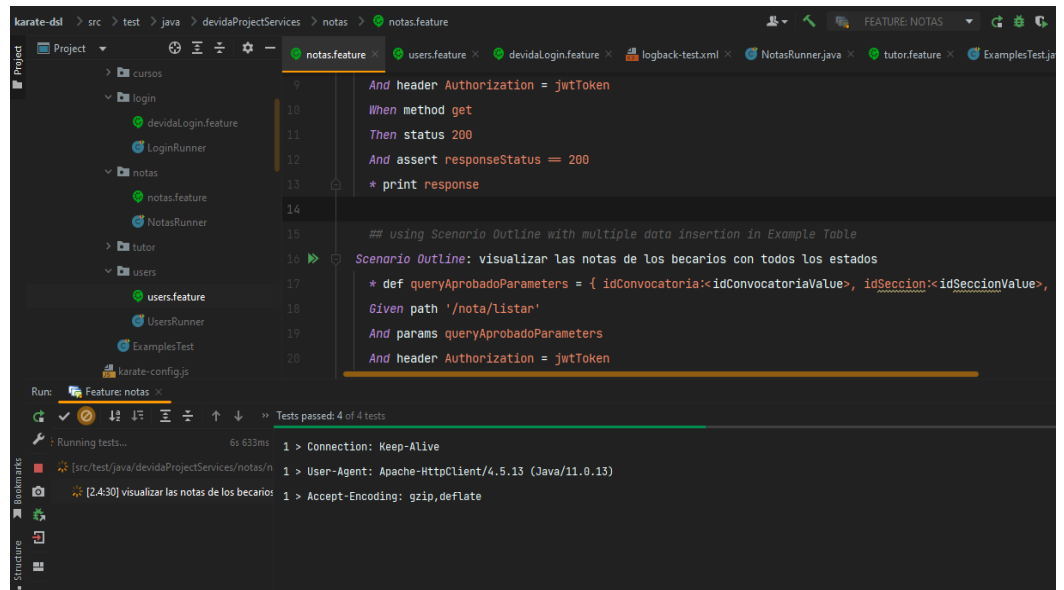 karate-dsl > src > test > java > devidaProjectServices > notas > notas.feature
FEATURE: NOTAS
Project
Project
notas.feature × users.feature × devidaLogin.feature × logback-test.xml × NotasRunner.java × tutor.feature × ExamplesTest.ja
cursos
login
devidaLogin.feature
LoginRunner
notas
notas.feature
NotasRunner
tutor
users
users.feature
UsersRunner
ExamplesTest
karate-config.js
9 And header Authorization = jwtToken
10 When method get
11 Then status 200
12 And assert responseStatus == 200
13 * print response
14
15 ## using Scenario Outline with multiple data insertion in Example Table
16 Scenario Outline: visualizar las notas de los becarios con todos los estados
17 * def queryAprobadoParameters = { idConvocatoria:<idConvocatoriaValue>, idSeccion:<idSeccionValue>,
18 Given path '/nota/listar'
19 And params queryAprobadoParameters
20 And header Authorization = jwtToken
Run: Feature: notas ×
Tests passed: 4 of 4 tests
Running tests... 6s 633ms
[src/test/java/devidaProjectServices/notas/n
[2.4:30] visualizar las notas de los becarios
1 > Connection: Keep-Alive
1 > User-Agent: Apache-HttpClient/4.5.13 (Java/11.0.13)
1 > Accept-Encoding: gzip,deflate
Bookmarks
Structure